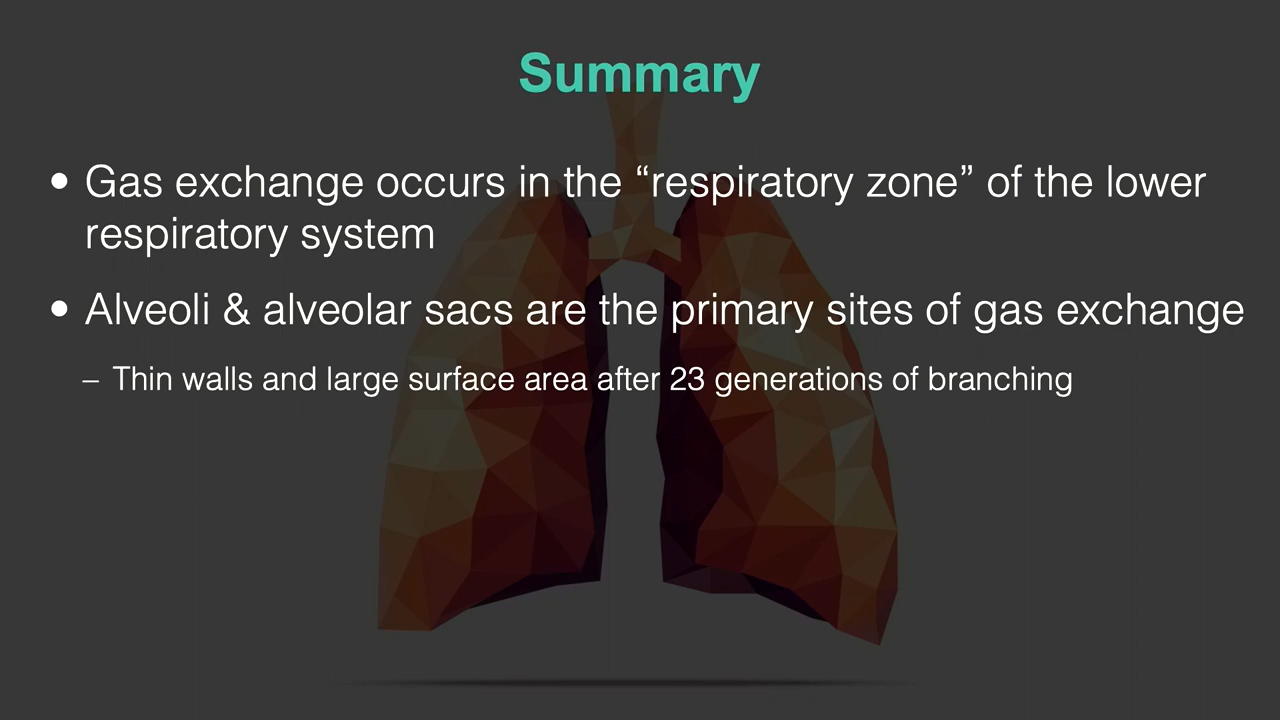 Summary
• Gas exchange occurs in the “respiratory zone” of the lower
respiratory system
• Alveoli & alveolar sacs are the primary sites of gas exchange
– Thin walls and large surface area after 23 generations of branching